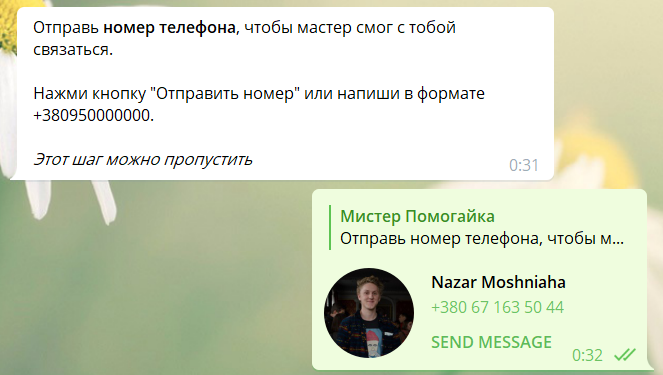 Отправь номер телефона, чтобы мастер смог с тобой
связаться.
Нажми кнопку "Отправить номер" или напиши в формате
+380950000000.
Этот шаг можно пропустить
0:31
Мистер Помогайка
Отправь номер телефона, чтобы м...
Nazar Moshniaha
+380 67 163 50 44
SEND MESSAGE
0:32